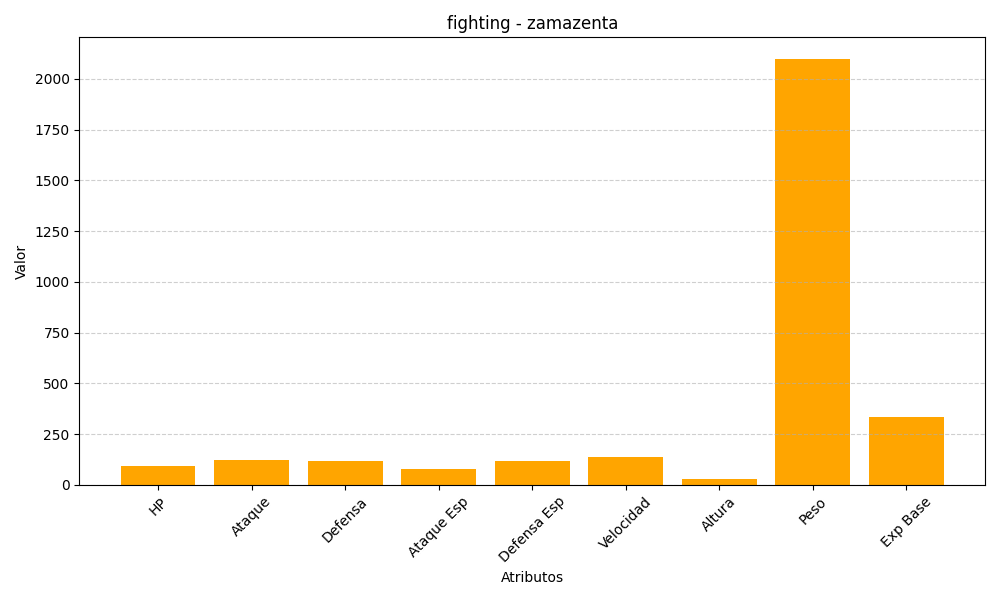 fighting - zamazenta
Valor
2000
1750
1500
1250
1000
750
500
250
0
HP
Ataque
Defensa
Ataque Esp
Defensa Esp
Velocidad
Altura
Peso
Exp Base
Atributos